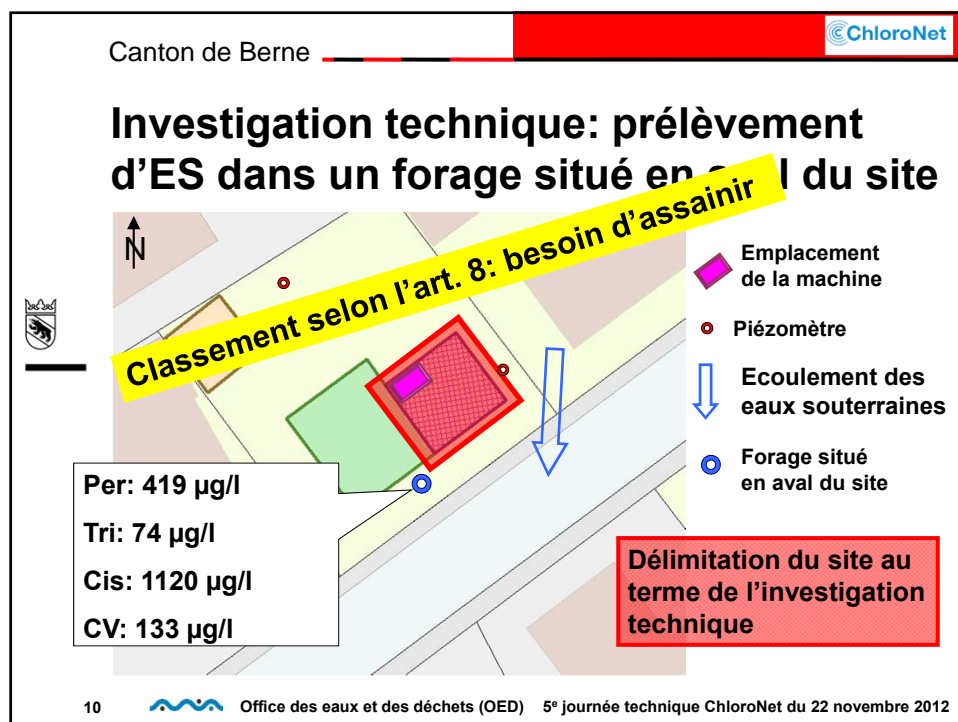 Canton de Berne
©ChloroNet
Investigation technique: prélèvement
d'ES dans un forage situé en l du site
Classement selon l'art. 8: besoin d'assainir
N
Emplacement
de la machine
Piézomètre
Ecoulement des
eaux souterraines
Forage situé
en aval du site
Per: 419 µg/l
Tri: 74 µg/l
Cis: 1120 µg/l
CV: 133 µg/l
Délimitation du site au
terme de l'investigation
technique
10 Office des eaux et des déchets (OED) 5e journée technique ChloroNet du 22 novembre 2012